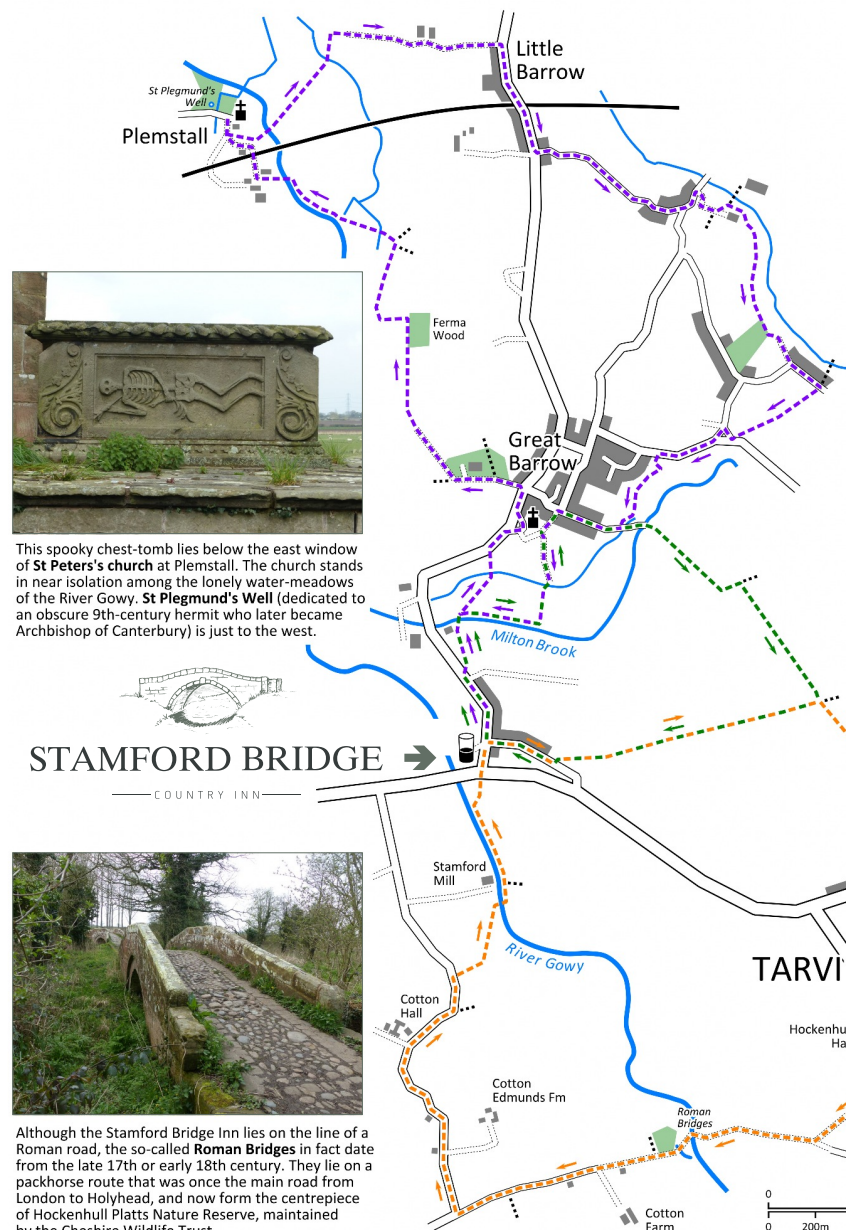 Little
Barrow
St Plegmund's
Well
Plemstall
Ferma
Wood
Great
Barrow
This spooky chest-tomb lies below the east window
of St Peters's church at Plemstall. The church stands
in near isolation among the lonely water-meadows
of the River Gowy. St Plegmund's Well (dedicated to
an obscure 9th-century hermit who later became
Archbishop of Canterbury) is just to the west.
Milton Brook
STAMFORD BRIDGE
COUNTRY INN
Stamford
Mill
River Gowy
TARVI
Cotton
Hall
Hockenhu
Ha
Cotton
Edmunds Fm
Roman
Bridges
Although the Stamford Bridge Inn lies on the line of a
Roman road, the so-called Roman Bridges in fact date
from the late 17th or early 18th century. They lie on a
packhorse route that was once the main road from
London to Holyhead, and now form the centrepiece
of Hockenhull Platts Nature Reserve, maintained
by the Cheshire Wildlife Trust
Cotton
Farm
0
0 200m